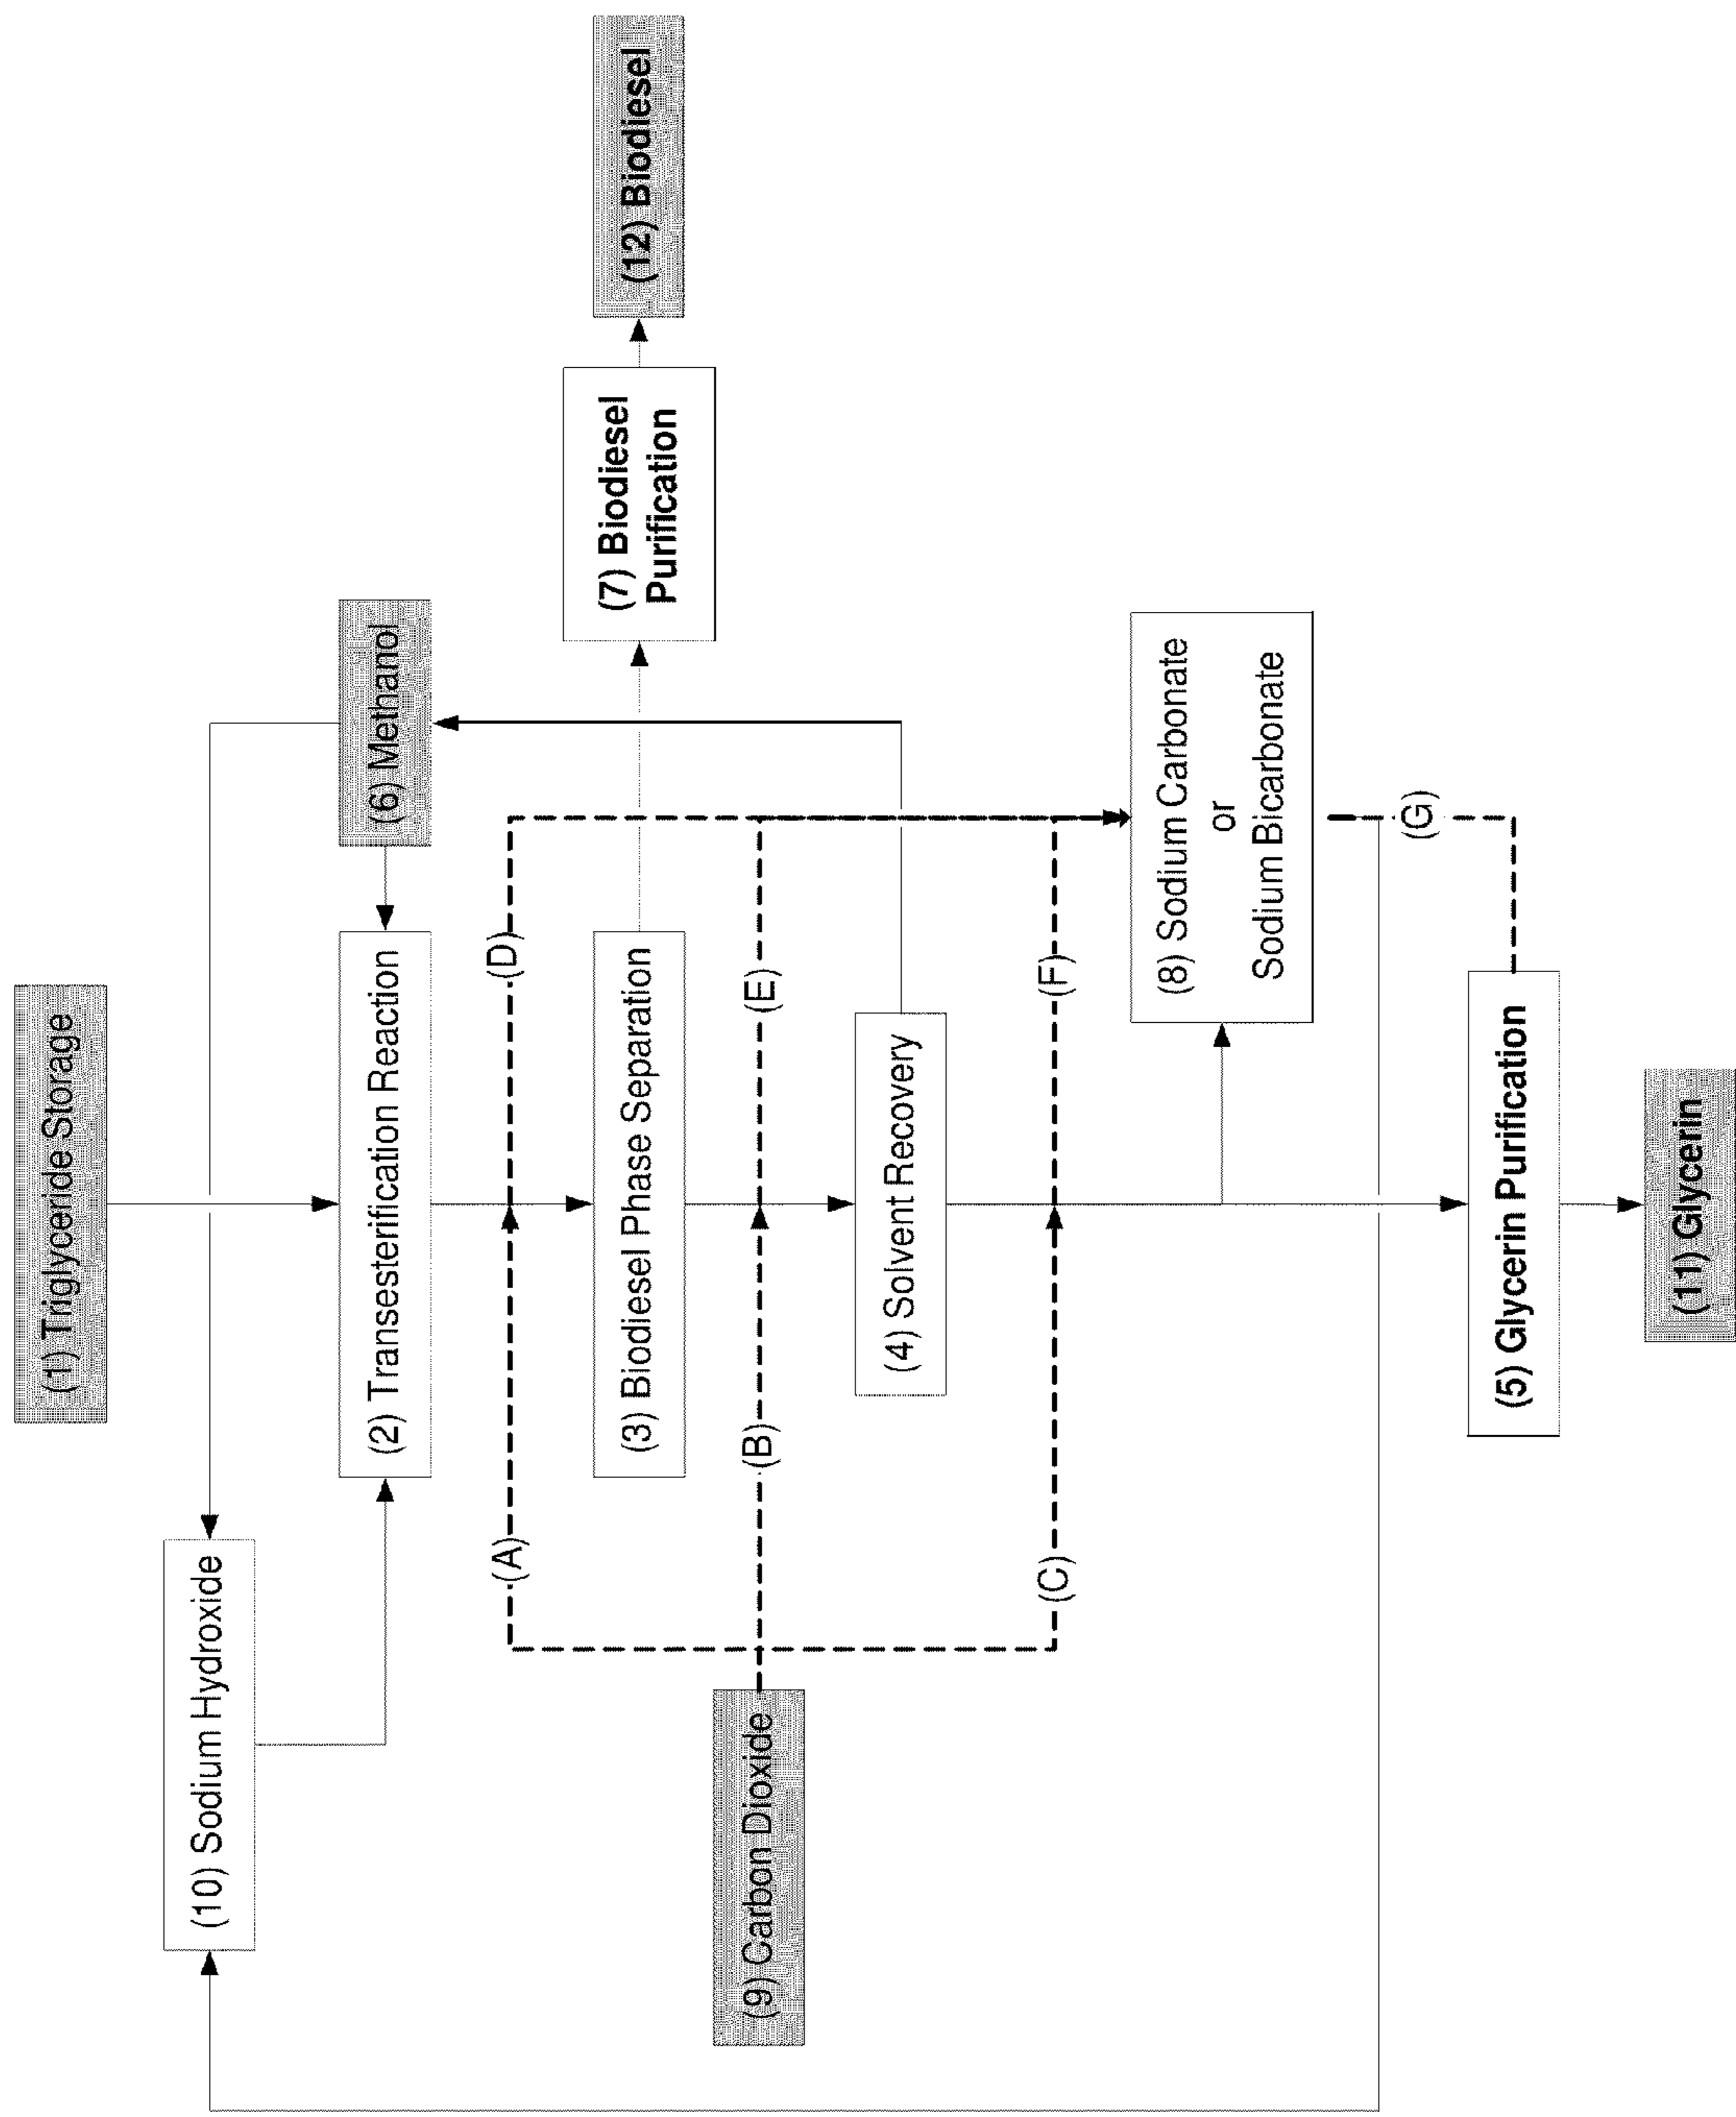 (1) Triglyceride Storage
(10) Sodium Hydroxide
(2) Transesterification Reaction
(6) Methanol
(A)
(D)
(3) Biodiesel Phase Separation
(7) Biodiesel
Purification
(12) Biodiesel
(9) Carbon Dioxide
(B)
(E)
(4) Solvent Recovery
(C)
(F)
(8) Sodium Carbonate
or
Sodium Bicarbonate
(G)
(5) Glycerin Purification
(11) Glycerin